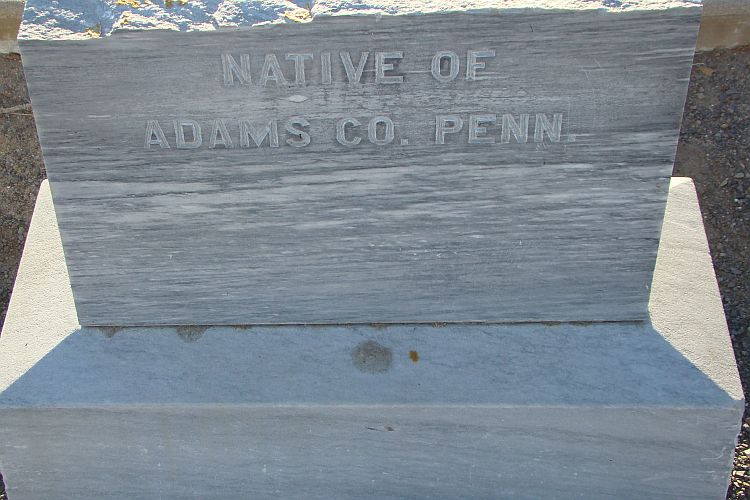 NATIVE OF
ADAMS CO. PENN.